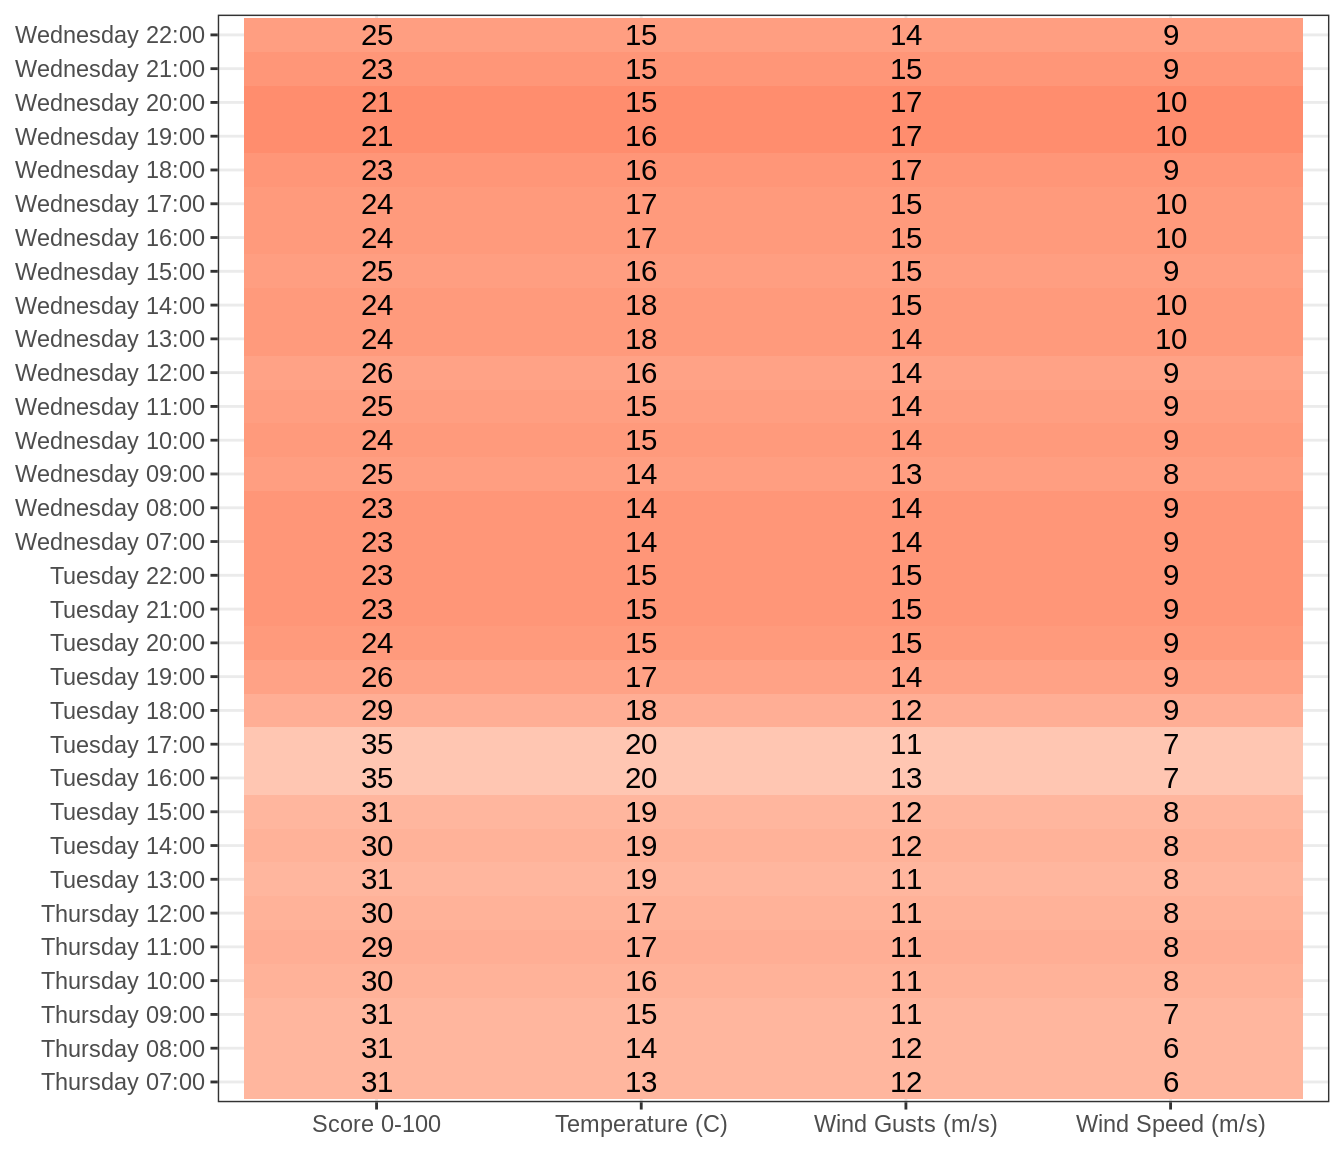 Wednesday 22:00 25 15 14 9
Wednesday 21:00 23 15 15 9
Wednesday 20:00 21 15 17 10
Wednesday 19:00 21 16 17 10
Wednesday 18:00 23 16 17 9
Wednesday 17:00 24 17 15 10
Wednesday 16:00 24 17 15 10
Wednesday 15:00 25 16 15 9
Wednesday 14:00 24 18 15 10
Wednesday 13:00 24 18 14 10
Wednesday 12:00 26 16 14 9
Wednesday 11:00 25 15 14 9
Wednesday 10:00 24 15 14 9
Wednesday 09:00 25 14 13 8
Wednesday 08:00 23 14 14 9
Wednesday 07:00 23 14 14 9
Tuesday 22:00 23 15 15 9
Tuesday 21:00 23 15 15 9
Tuesday 20:00 24 15 15 9
Tuesday 19:00 26 17 14 9
Tuesday 18:00 29 18 12 9
Tuesday 17:00 35 20 11 7
Tuesday 16:00 35 20 13 7
Tuesday 15:00 31 19 12 8
Tuesday 14:00 30 19 12 8
Tuesday 13:00 31 19 11 8
Thursday 12:00 30 17 11 8
Thursday 11:00 29 17 11 8
Thursday 10:00 30 16 11 8
Thursday 09:00 31 15 11 7
Thursday 08:00 31 14 12 6
Thursday 07:00 31 13 12 6
Score 0-100 Temperature (C) Wind Gusts (m/s) Wind Speed (m/s)